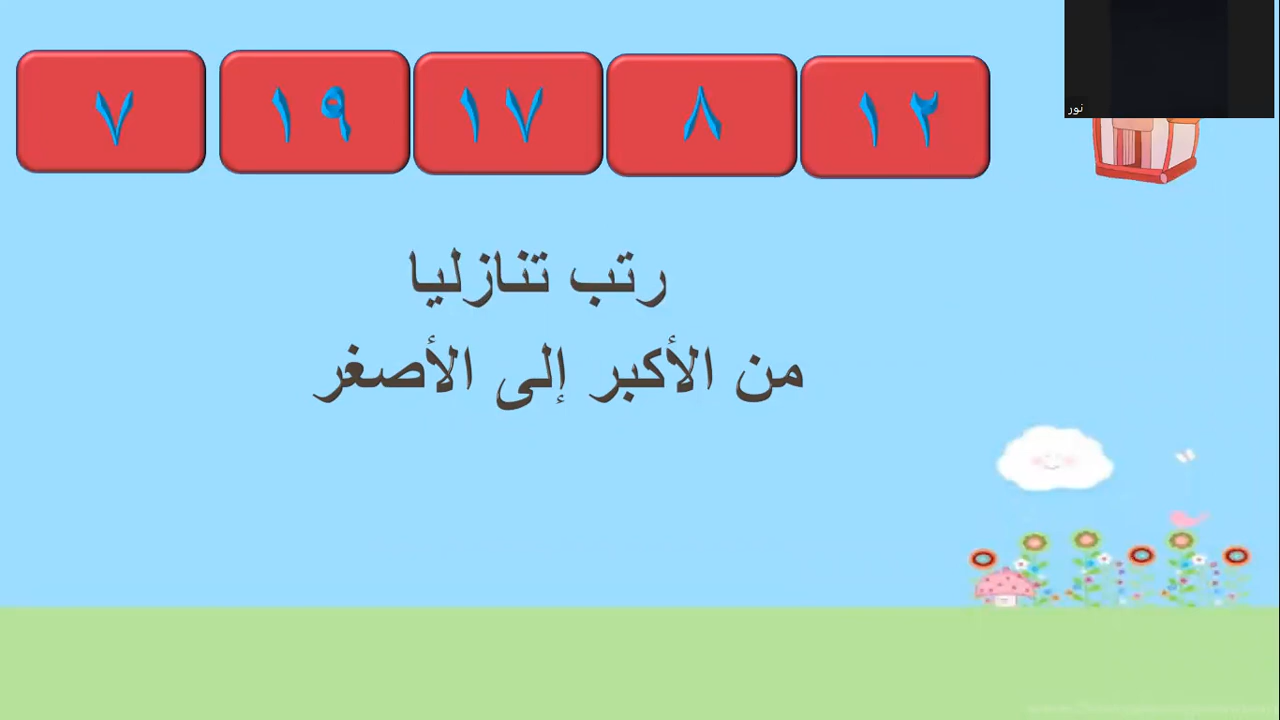 ١٢ ٨ ١٧ ١٩ ٧
نور
رتب تنازليا
من الأكبر إلى الأصغر